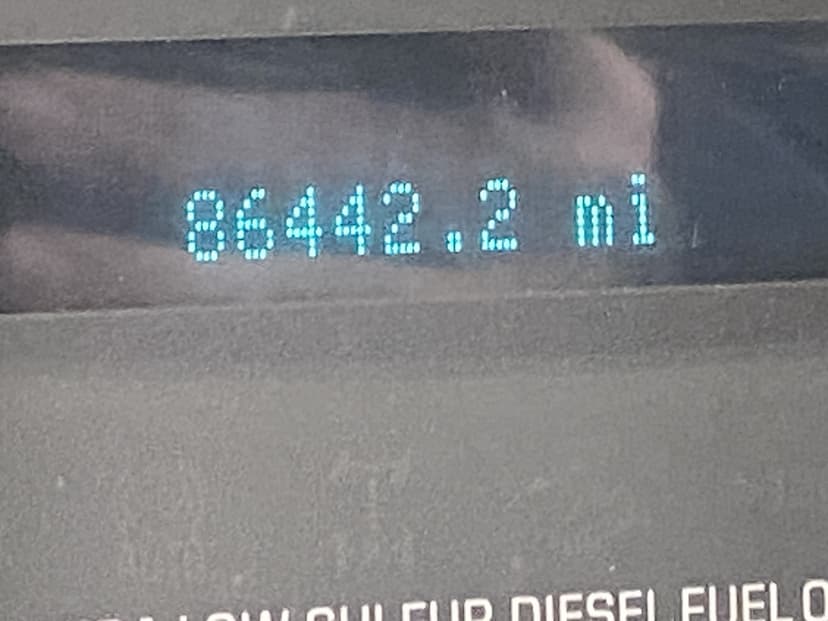 86442.2 mi
LOW SULFUR DIESEL FUEL